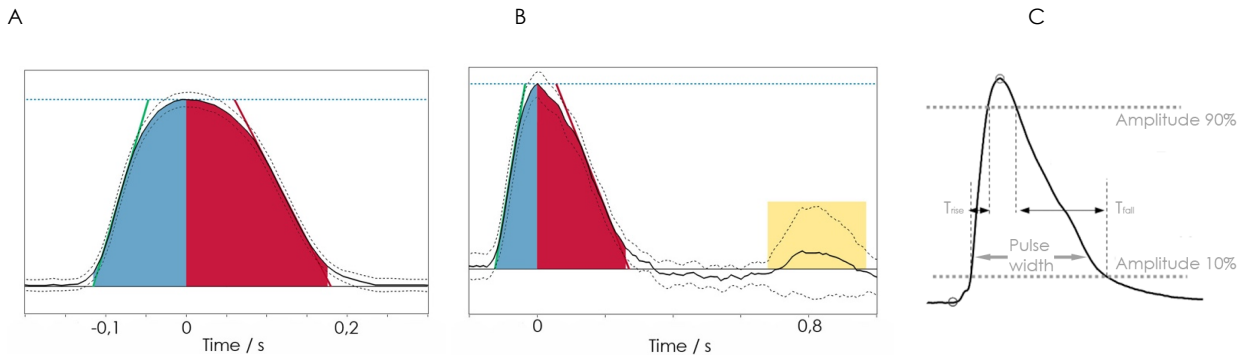 A
B
C
-0,1
0
0,2
Time / s
0
0,8
Time / s
Amplitude 90%
Trise
Tfall
Pulse
width
Amplitude 10%